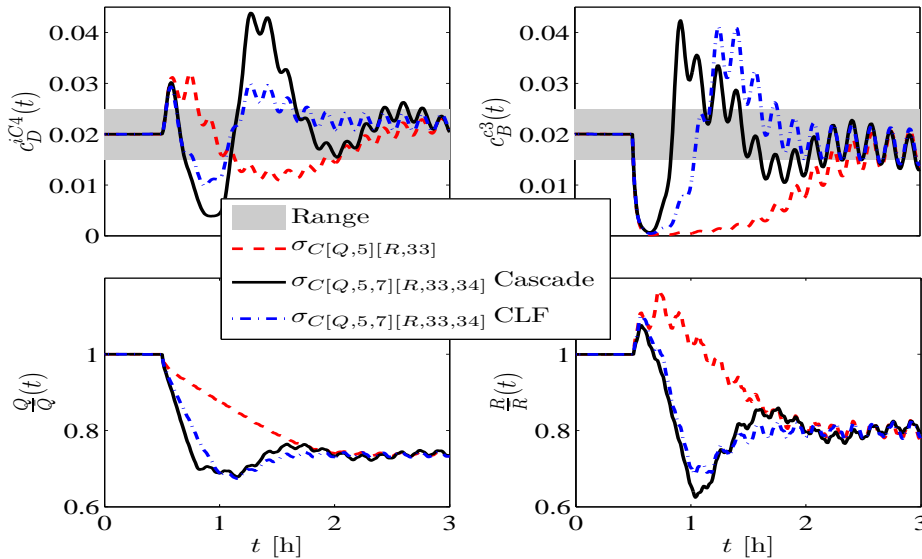 0.04
0.03
0.02
0.01
0
c_D^{iC4}(t)
0.04
0.03
0.02
0.01
0
c_B^{c3}(t)
Range
σ_{C[Q,5][R,33]}
σ_{C[Q,5,7][R,33,34]} Cascade
σ_{C[Q,5,7][R,33,34]} CLF
1
0.8
0.6
Q/Q̅(t)
0
1
2
3
t [h]
1
0.8
0.6
R/R̅(t)
0
1
2
3
t [h]